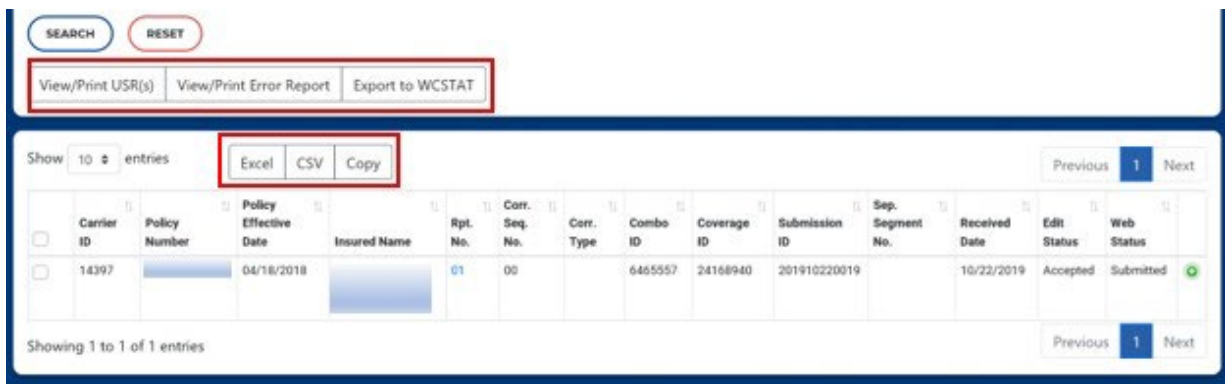 SEARCH RESET
View/Print USR(s) View/Print Error Report Export to WCSTAT
Show 10 entries Excel CSV Copy Previous 1 Next
Carrier ID Policy Number Policy Effective Date Insured Name Rpt. No. Corr. Seq. No. Corr. Type Combo ID Coverage ID Submission ID Sep. Segment No. Received Date Edit Status Web Status
14397 04/18/2018 01 00 6465557 24168940 201910220019 10/22/2019 Accepted Submitted
Showing 1 to 1 of 1 entries Previous 1 Next